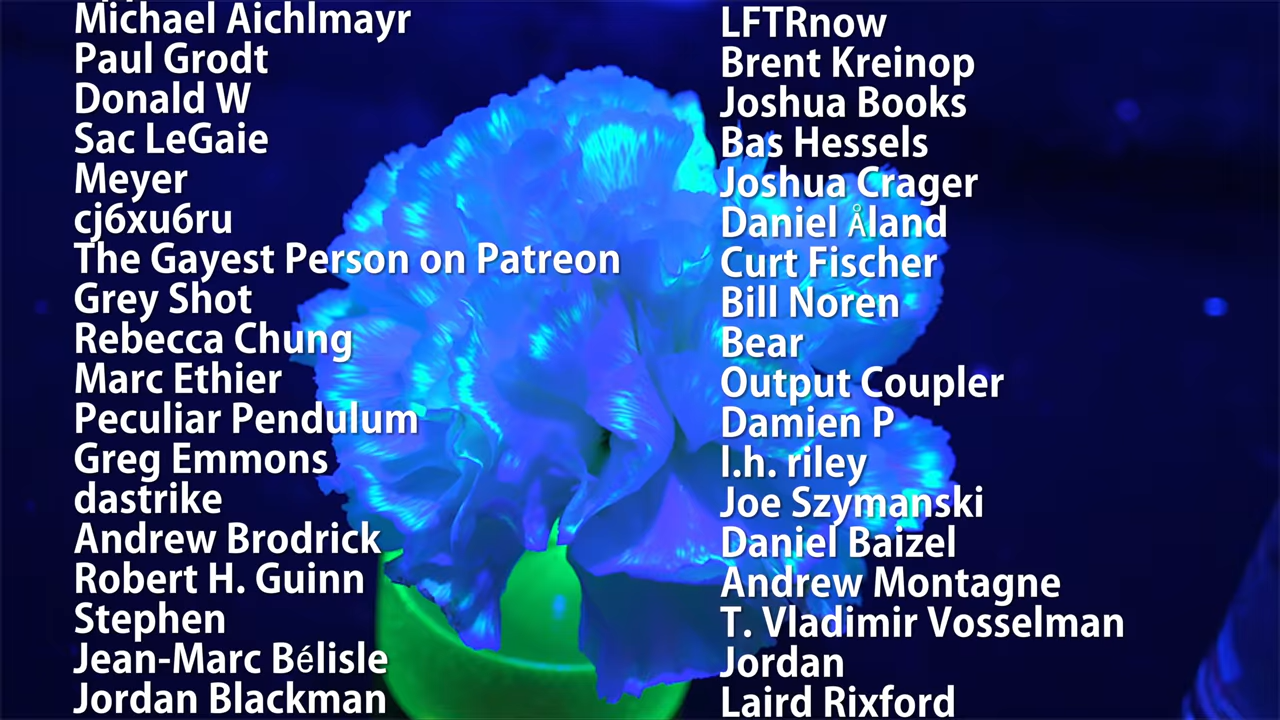 Michael Aichlmayr
Paul Grodt
Donald W
Sac LeGaie
Meyer
cj6xu6ru
The Gayest Person on Patreon
Grey Shot
Rebecca Chung
Marc Ethier
Peculiar Pendulum
Greg Emmons
dastrike
Andrew Brodrick
Robert H. Guinn
Stephen
Jean-Marc Bélisle
Jordan Blackman
LFTRnow
Brent Kreinop
Joshua Books
Bas Hessels
Joshua Crager
Daniel Åland
Curt Fischer
Bill Noren
Bear
Output Coupler
Damien P
l.h. riley
Joe Szymanski
Daniel Baizel
Andrew Montagne
T. Vladimir Vosselman
Jordan
Laird Rixford